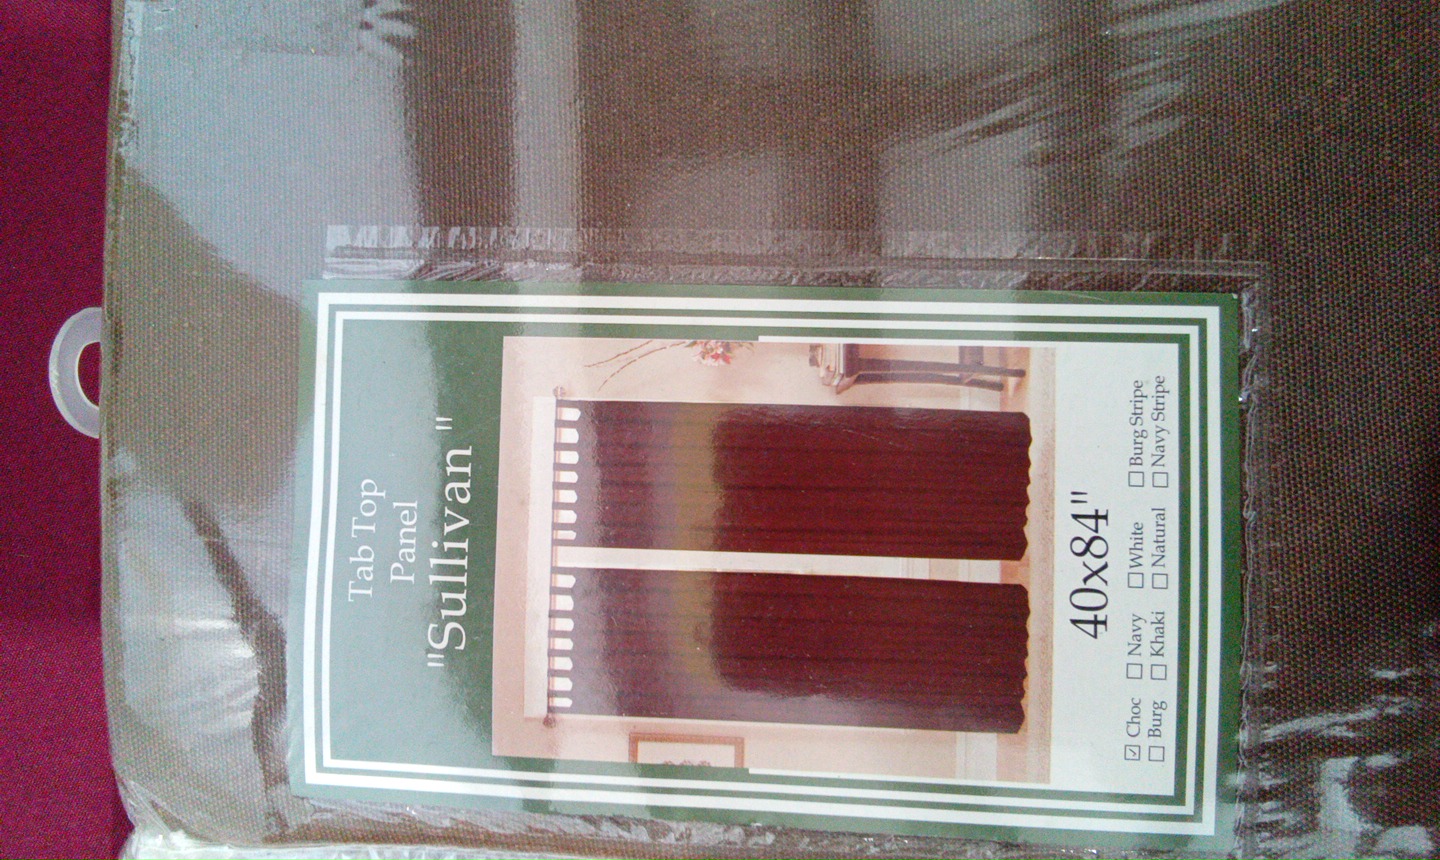 Tab Top
Panel
"Sullivan"
40x84"
☑ Choc ☐ Navy ☐ White ☐ Burg Stripe
☐ Burg ☐ Khaki ☐ Natural ☐ Navy Stripe